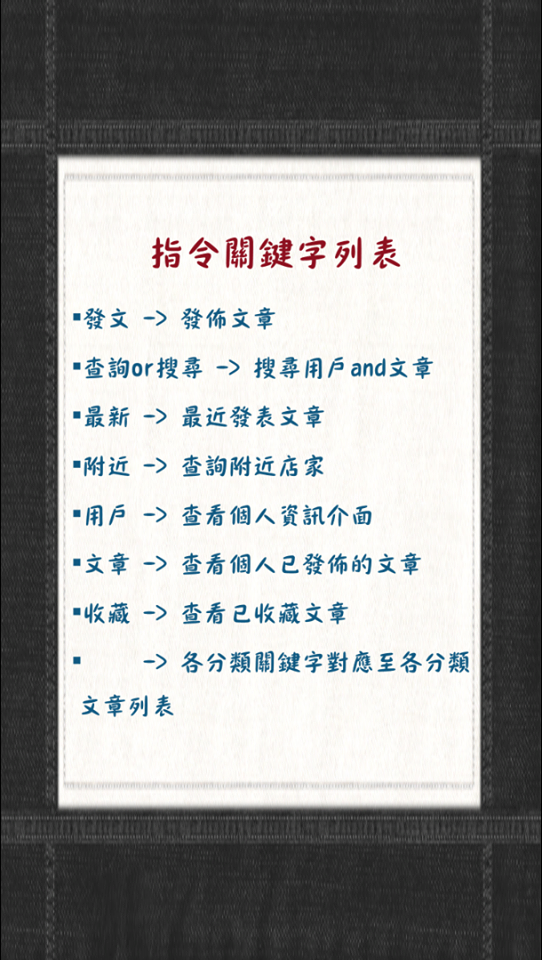 指令關鍵字列表
▪發文 -> 發佈文章
▪查詢or搜尋 -> 搜尋用戶and文章
▪最新 -> 最近發表文章
▪附近 -> 查詢附近店家
▪用戶 -> 查看個人資訊介面
▪文章 -> 查看個人已發佈的文章
▪收藏 -> 查看已收藏文章
▪ -> 各分類關鍵字對應至各分類
文章列表